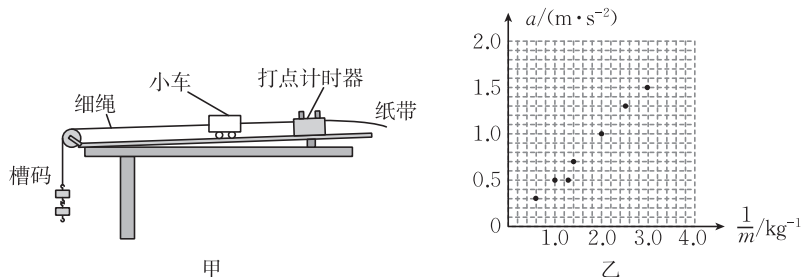 小车
打点计时器
细绳
纸带
槽码
甲
a/(m·s⁻²)
2.0
1.5
1.0
0.5
0
1.0 2.0 3.0 4.0
1/m/kg⁻¹
乙